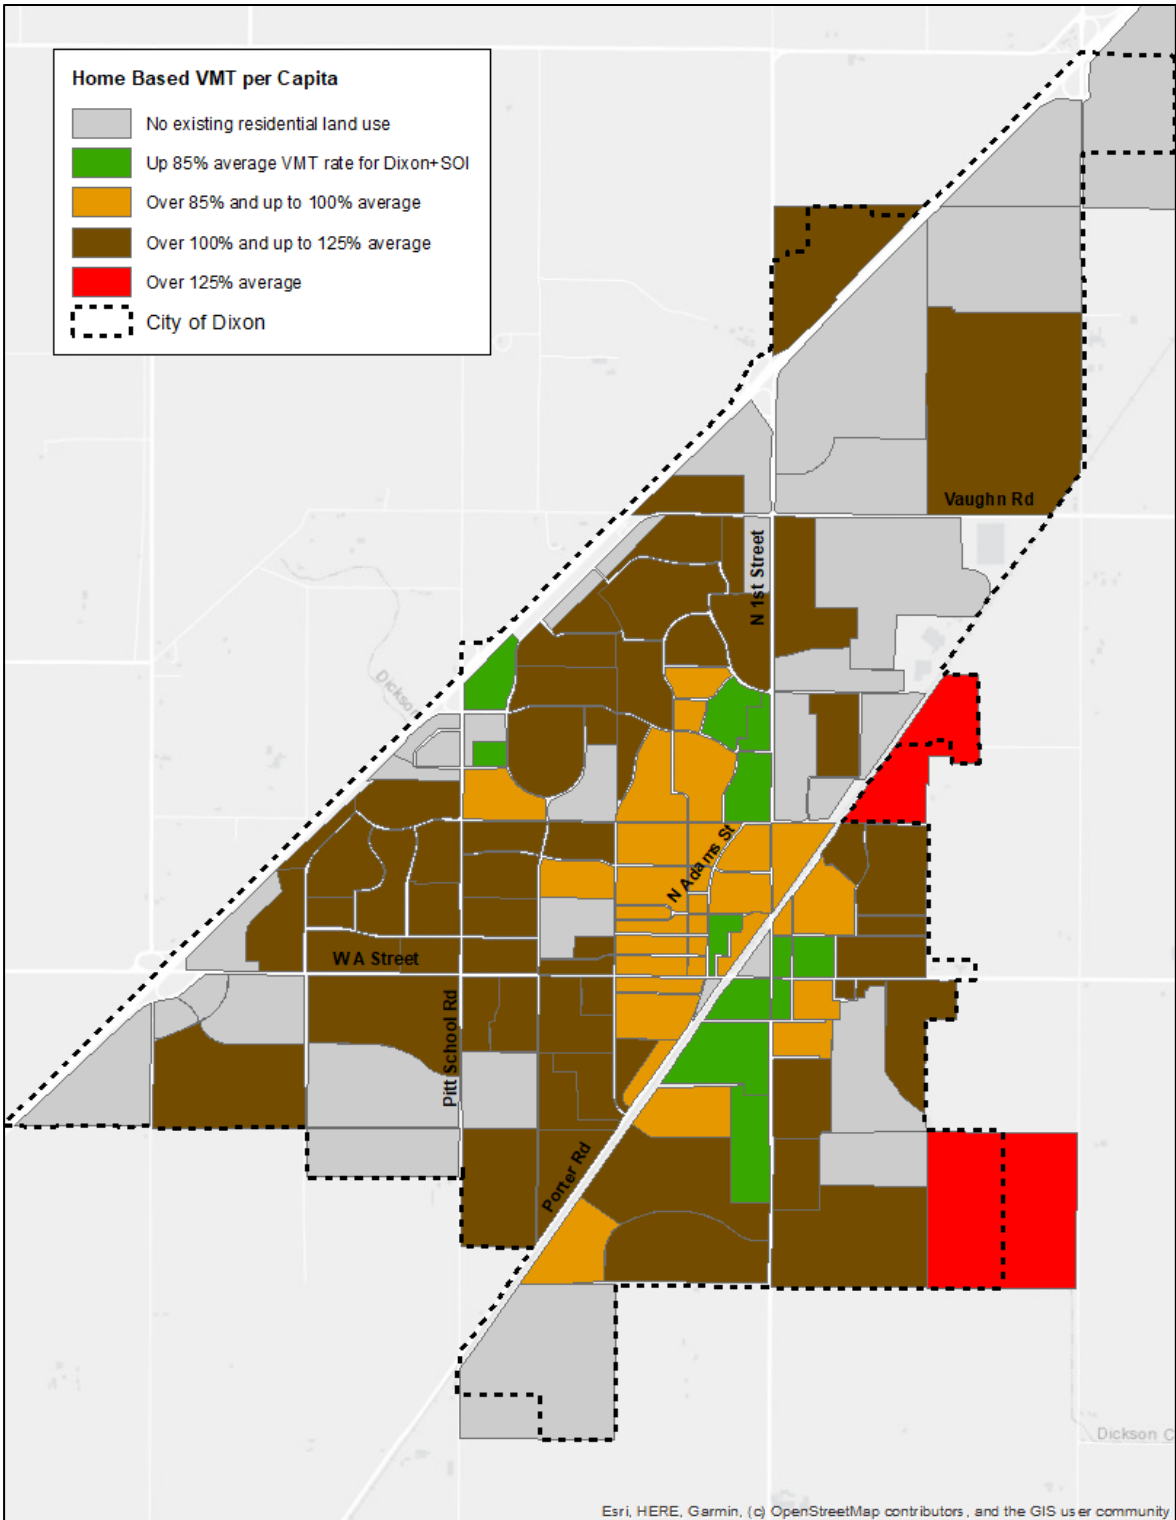 Home Based VMT per Capita
No existing residential land use
Up 85% average VMT rate for Dixon+SOI
Over 85% and up to 100% average
Over 100% and up to 125% average
Over 125% average
City of Dixon
Vaughn Rd
N 1st Street
Dickson
N Adams St
WA Street
Pitt School Rd
Porter Rd
Dickson C
Esri, HERE, Garmin, (c) OpenStreetMap contributors, and the GIS user community